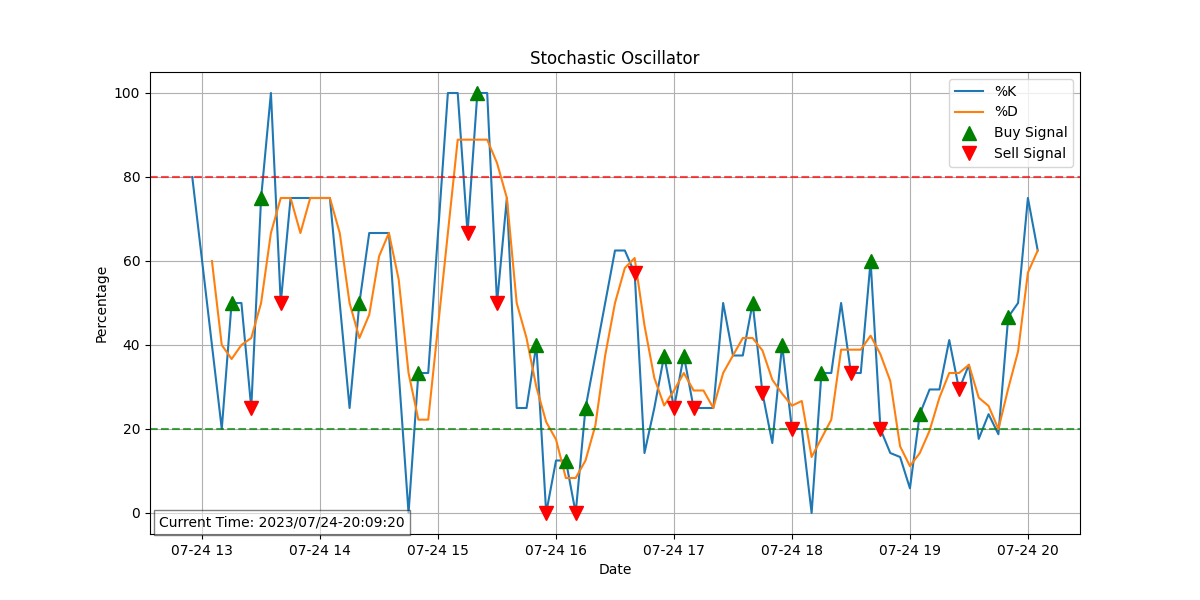 Stochastic Oscillator
%K
%D
Buy Signal
Sell Signal
100
80
60
40
20
0
Percentage
Current Time: 2023/07/24-20:09:20
07-24 13
07-24 14
07-24 15
07-24 16
07-24 17
07-24 18
07-24 19
07-24 20
Date